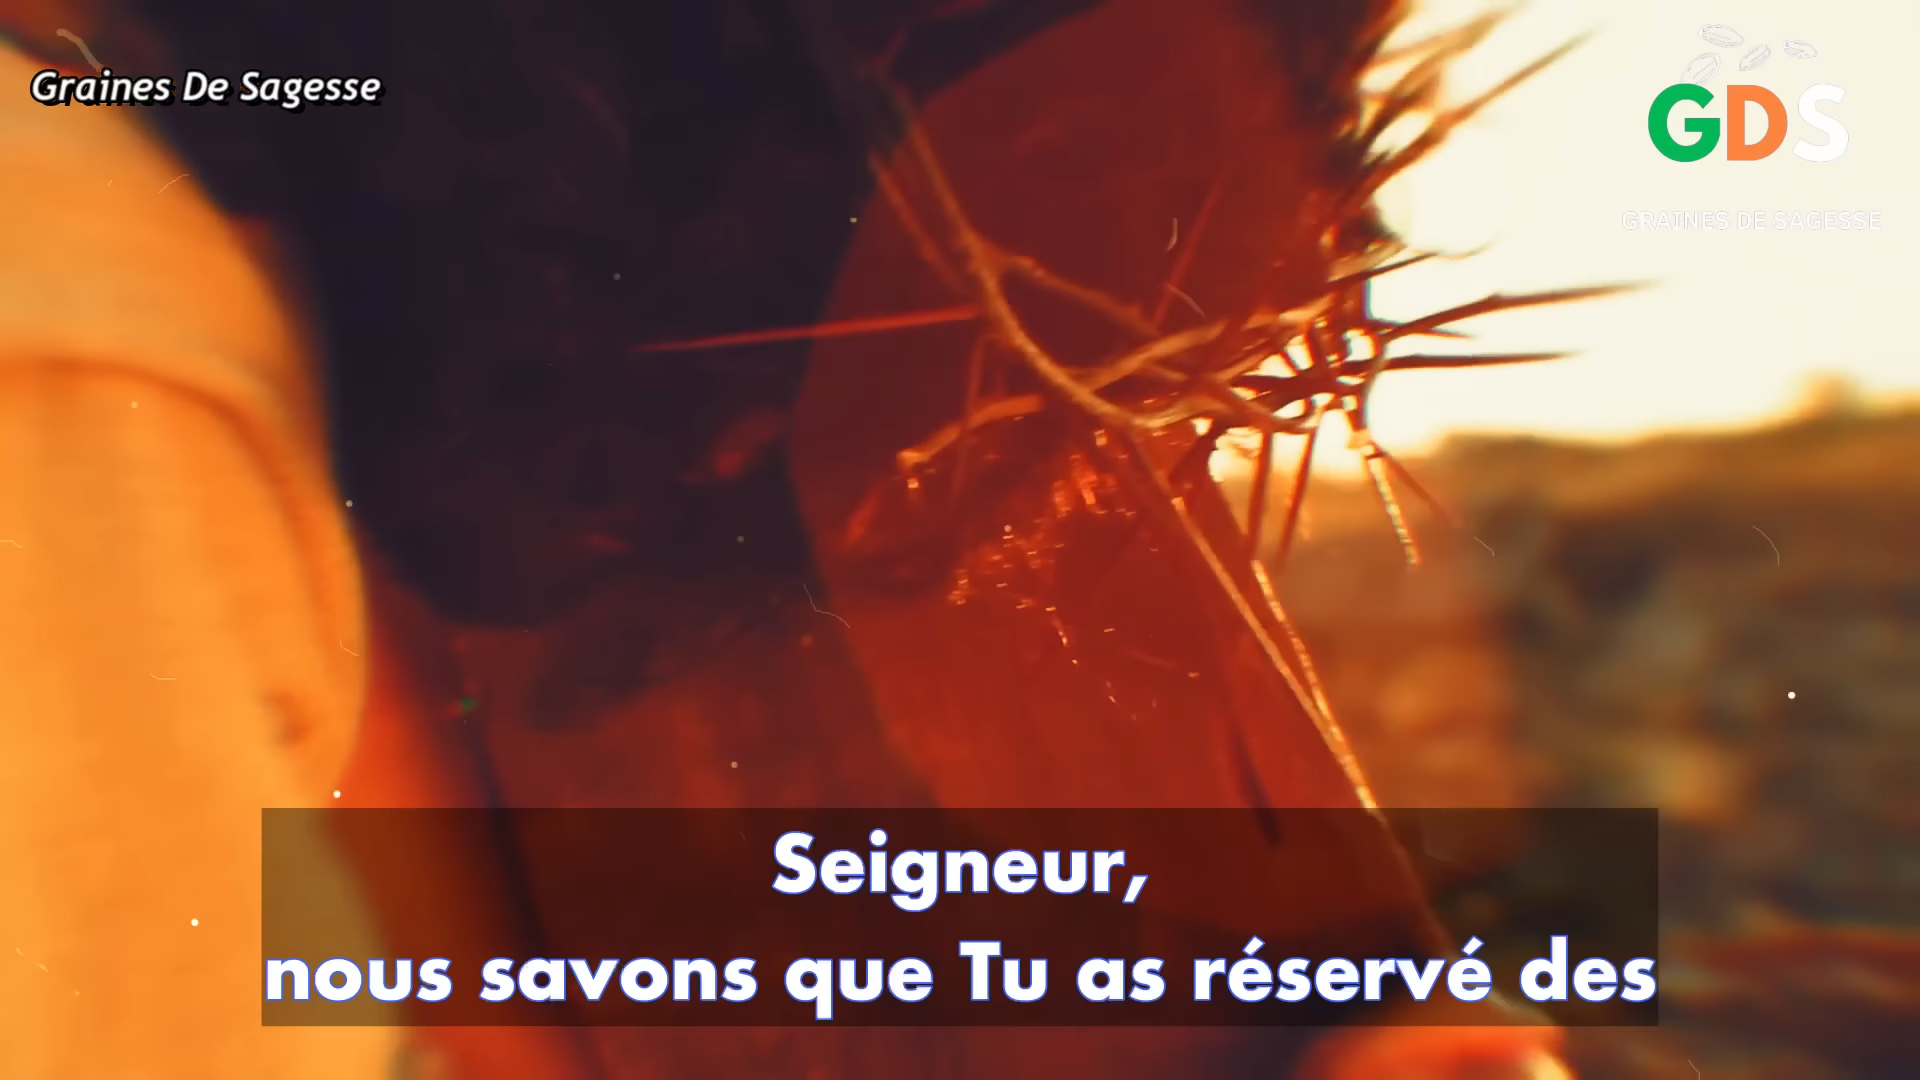 Graines De Sagesse
GDS
GRAINES DE SAGESSE
Seigneur,
nous savons que Tu as réservé des